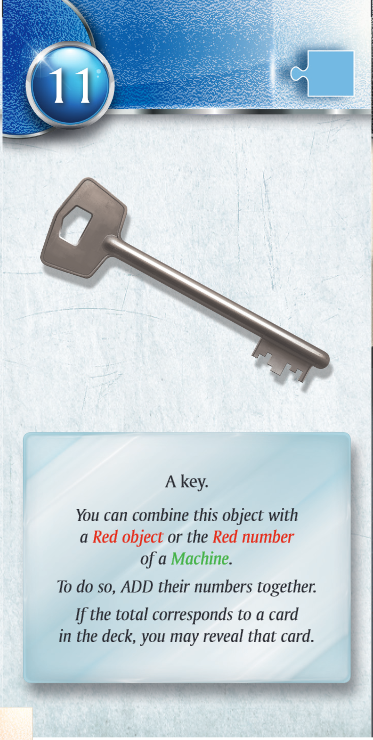 11
A key.
You can combine this object with
a Red object or the Red number
of a Machine.
To do so, ADD their numbers together.
If the total corresponds to a card
in the deck, you may reveal that card.